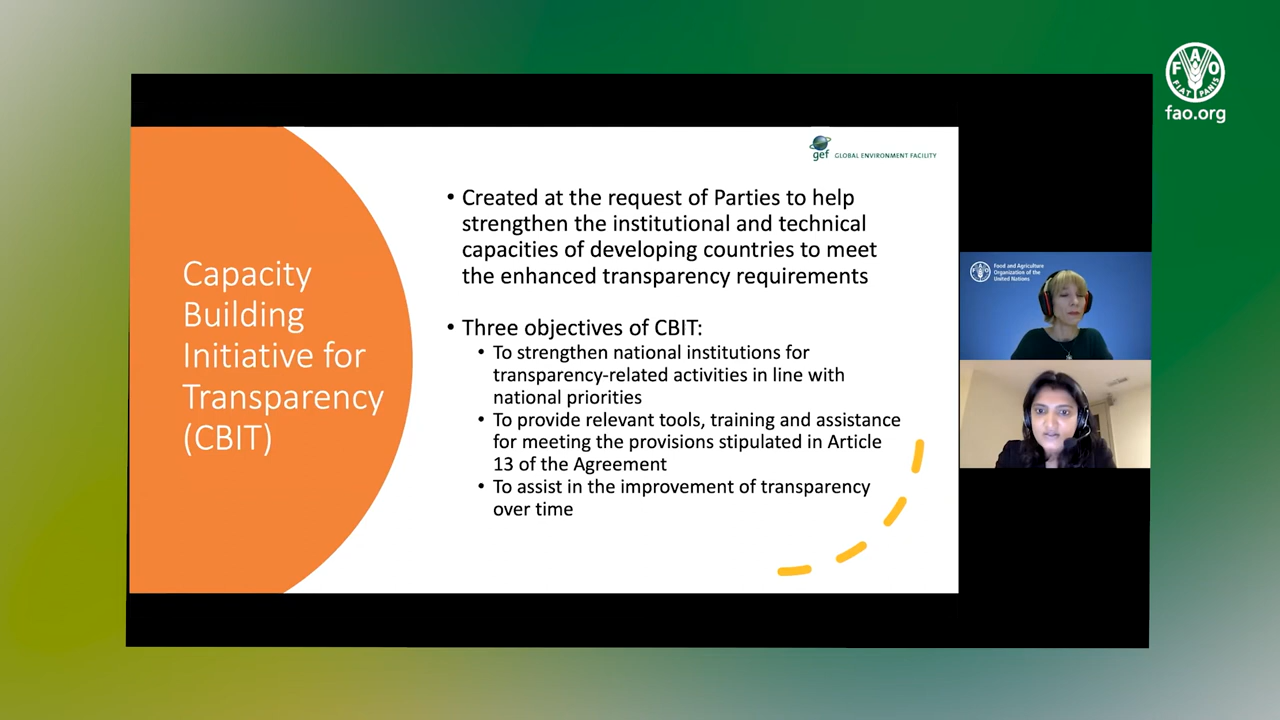 FAO
FIAT PANIS
fao.org
gef GLOBAL ENVIRONMENT FACILITY
Capacity
Building
Initiative for
Transparency
(CBIT)
• Created at the request of Parties to help
strengthen the institutional and technical
capacities of developing countries to meet
the enhanced transparency requirements
• Three objectives of CBIT:
• To strengthen national institutions for
transparency-related activities in line with
national priorities
• To provide relevant tools, training and assistance
for meeting the provisions stipulated in Article
13 of the Agreement
• To assist in the improvement of transparency
over time
Food and Agriculture
Organization of the
United Nations